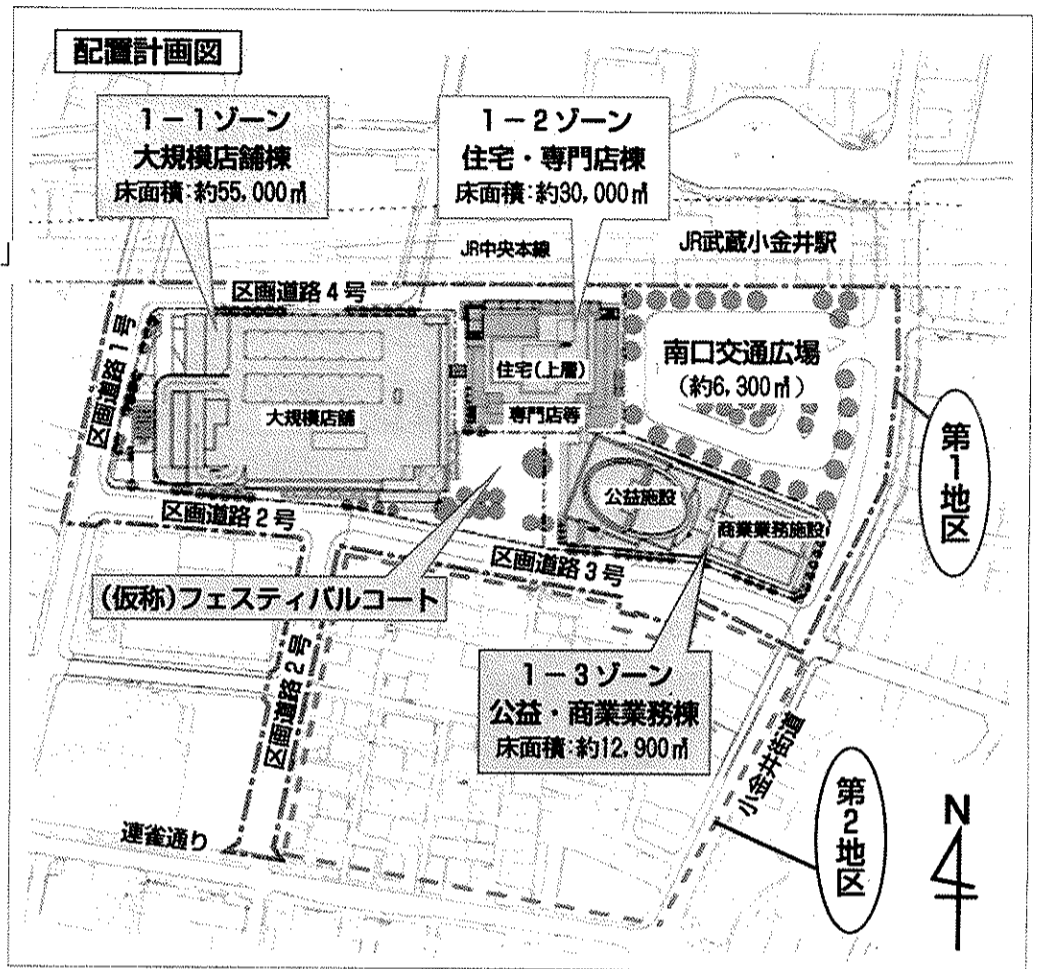 配置計画図
1-1ゾーン
大規模店舗棟
床面積:約55,000㎡
1-2ゾーン
住宅・専門店棟
床面積:約30,000㎡
JR中央本線
JR武蔵小金井駅
」
区画道路4号
区画道路1号
住宅(上層)
専門店等
大規模店舗
南口交通広場
(約6,300㎡)
第1地区
公益施設
商業業務施設
区画道路2号
区画道路3号
(仮称)フェスティバルコート
区画道路2号
1-3ゾーン
公益・商業業務棟
床面積:約12,900㎡
小金井街道
第2地区
連雀通り
N